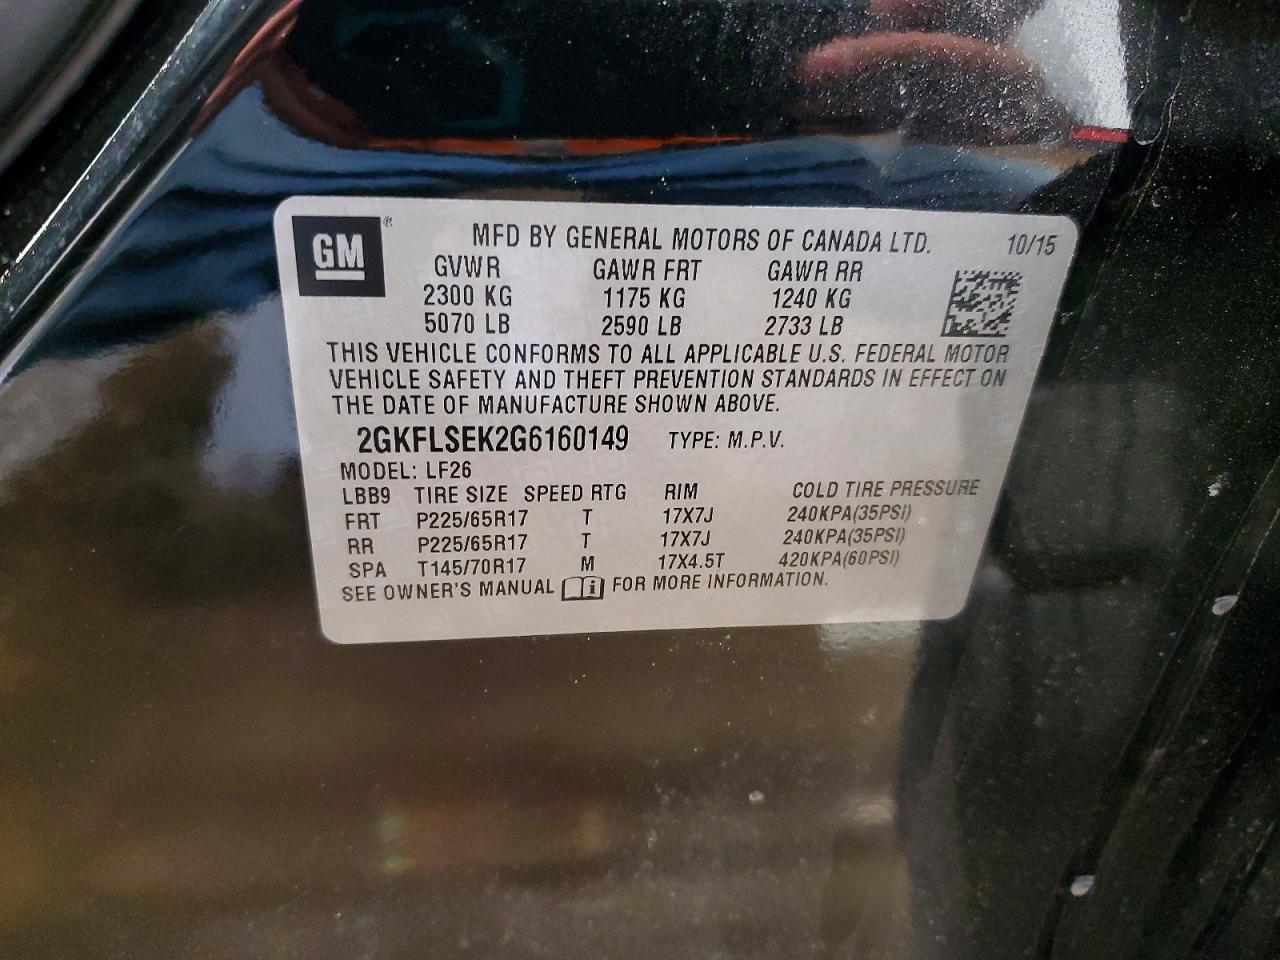 GM ®
MFD BY GENERAL MOTORS OF CANADA LTD. 10/15
GVWR GAWR FRT GAWR RR
2300 KG 1175 KG 1240 KG
5070 LB 2590 LB 2733 LB
THIS VEHICLE CONFORMS TO ALL APPLICABLE U.S. FEDERAL MOTOR
VEHICLE SAFETY AND THEFT PREVENTION STANDARDS IN EFFECT ON
THE DATE OF MANUFACTURE SHOWN ABOVE.
2GKFLSEK2G6160149 TYPE: M.P.V.
MODEL: LF26
LBB9 TIRE SIZE SPEED RTG RIM COLD TIRE PRESSURE
FRT P225/65R17 T 17X7J 240KPA(35PSI)
RR P225/65R17 T 17X7J 240KPA(35PSI)
SPA T145/70R17 M 17X4.5T 420KPA(60PSI)
SEE OWNER'S MANUAL i FOR MORE INFORMATION.